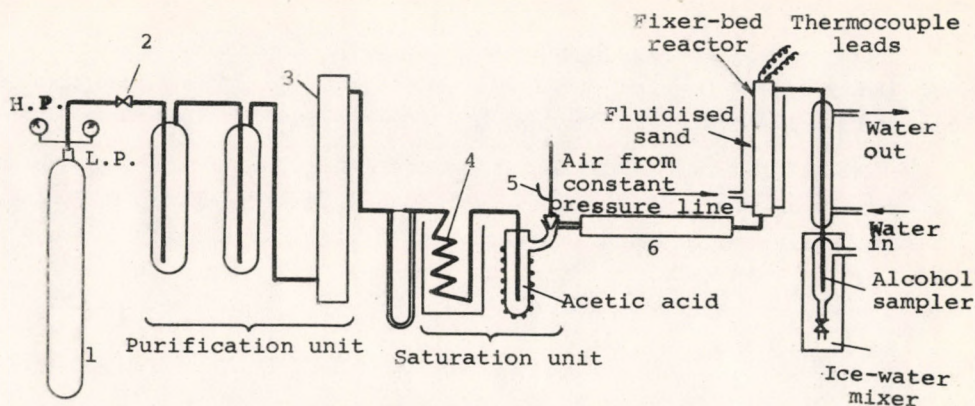 2
H.P.
L.P.
1
3
Purification unit
4
Saturation unit
5
Acetic acid
6
Air from
constant
pressure line
Fluidised
sand
Fixer-bed
reactor
Thermocouple
leads
Water
out
Water
in
Alcohol
sampler
Ice-water
mixer